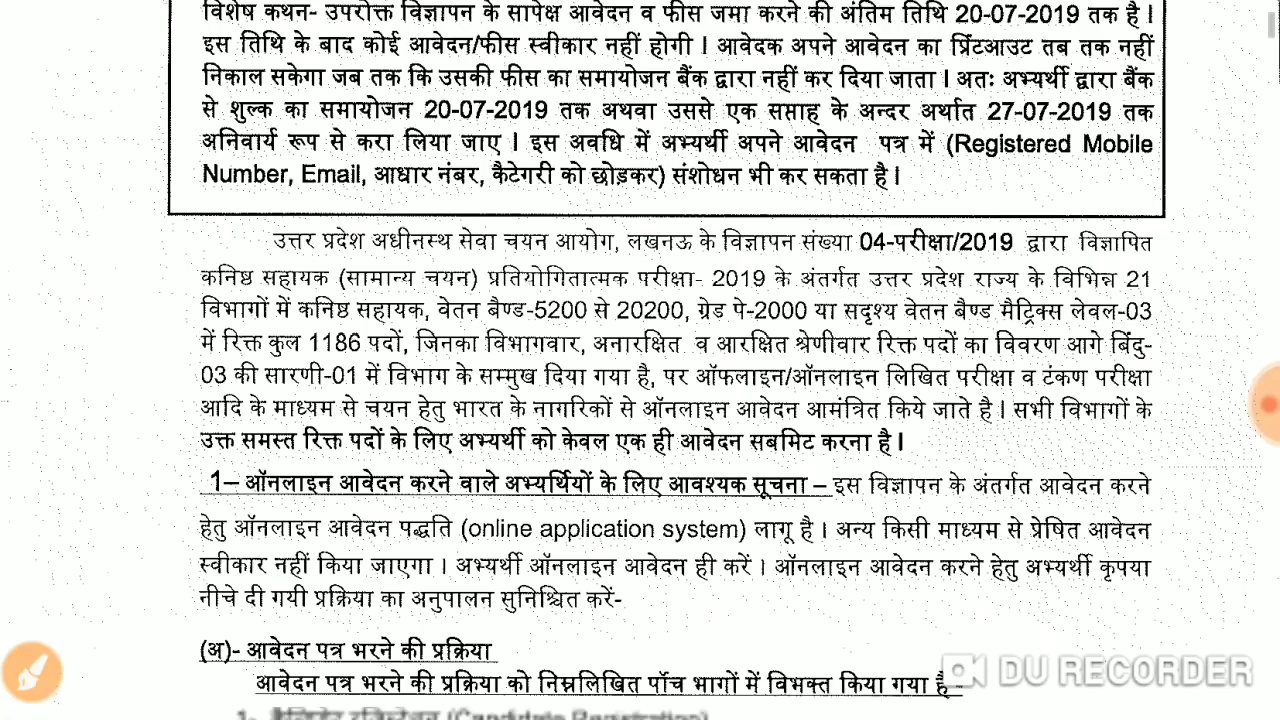 विशेष कथन- उपरोक्त विज्ञापन के सापेक्ष आवेदन व फीस जमा करने की अंतिम तिथि 20-07-2019 तक है।
इस तिथि के बाद कोई आवेदन/फीस स्वीकार नहीं होगी। आवेदक अपने आवेदन का प्रिंटआउट तब तक नहीं
निकाल सकेगा जब तक कि उसकी फीस का समायोजन बैंक द्वारा नहीं कर दिया जाता। अतः अभ्यर्थी द्वारा बैंक
से शुल्क का समायोजन 20-07-2019 तक अथवा उससे एक सप्ताह के अन्दर अर्थात 27-07-2019 तक
अनिवार्य रूप से करा लिया जाए। इस अवधि में अभ्यर्थी अपने आवेदन पत्र में (Registered Mobile
Number, Email, आधार नंबर, कैटेगरी को छोड़कर) संशोधन भी कर सकता है।
उत्तर प्रदेश अधीनस्थ सेवा चयन आयोग, लखनऊ के विज्ञापन संख्या 04-परीक्षा/2019 द्वारा विज्ञापित
कनिष्ठ सहायक (सामान्य चयन) प्रतियोगितात्मक परीक्षा- 2019 के अंतर्गत उत्तर प्रदेश राज्य के विभिन्न 21
विभागों में कनिष्ठ सहायक, वेतन बैण्ड-5200 से 20200, ग्रेड पे-2000 या सदृश्य वेतन बैण्ड मैट्रिक्स लेवल-03
में रिक्त कुल 1186 पदों, जिनका विभागवार, अनारक्षित व आरक्षित श्रेणीवार रिक्त पदों का विवरण आगे बिंदु-
03 की सारणी-01 में विभाग के सम्मुख दिया गया है, पर ऑफलाइन/ऑनलाइन लिखित परीक्षा व टंकण परीक्षा
आदि के माध्यम से चयन हेतु भारत के नागरिकों से ऑनलाइन आवेदन आमंत्रित किये जाते है। सभी विभागों के
उक्त समस्त रिक्त पदों के लिए अभ्यर्थी को केवल एक ही आवेदन सबमिट करना है।
1– ऑनलाइन आवेदन करने वाले अभ्यर्थियों के लिए आवश्यक सूचना – इस विज्ञापन के अंतर्गत आवेदन करने
हेतु ऑनलाइन आवेदन पद्धति (online application system) लागू है। अन्य किसी माध्यम से प्रेषित आवेदन
स्वीकार नहीं किया जाएगा। अभ्यर्थी ऑनलाइन आवेदन ही करें। ऑनलाइन आवेदन करने हेतु अभ्यर्थी कृपया
नीचे दी गयी प्रक्रिया का अनुपालन सुनिश्चित करें-
(अ)- आवेदन पत्र भरने की प्रक्रिया
आवेदन पत्र भरने की प्रक्रिया को निम्नलिखित पॉच भागों में विभक्त किया गया है -
DU RECORDER
1- कैन्डिडेट रजिस्ट्रेशन (Candidate Registration)